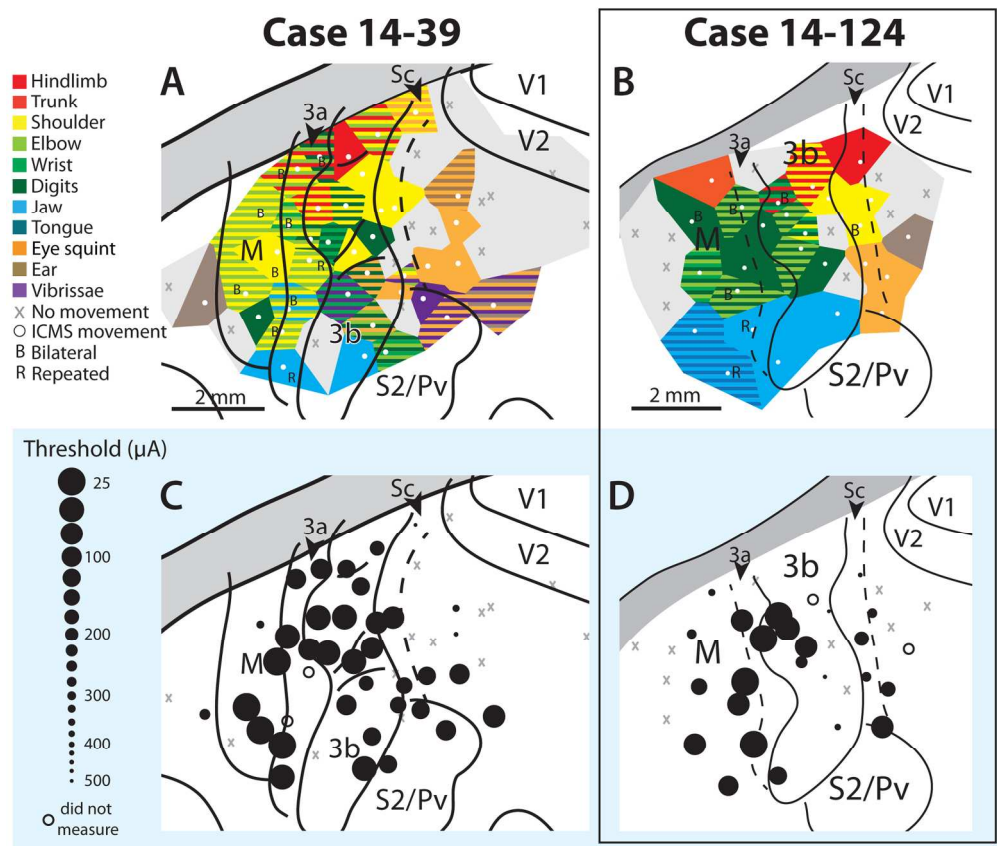 Case 14-39
Case 14-124
Hindlimb
Trunk
Shoulder
Elbow
Wrist
Digits
Jaw
Tongue
Eye squint
Ear
Vibrissae
x No movement
ICMS movement
B Bilateral
R Repeated
A
Sc
V1
V2
3a
B
B
B
M
B
R
B
B
B
3b
R
S2/Pv
2 mm
B
Sc
V1
V2
3a
3b
B
B
B
M
B
B
R
R
S2/Pv
2 mm
Threshold (µA)
25
100
200
300
400
500
did not
measure
C
Sc
V1
V2
3a
M
3b
S2/Pv
D
Sc
V1
V2
3a
3b
M
S2/Pv